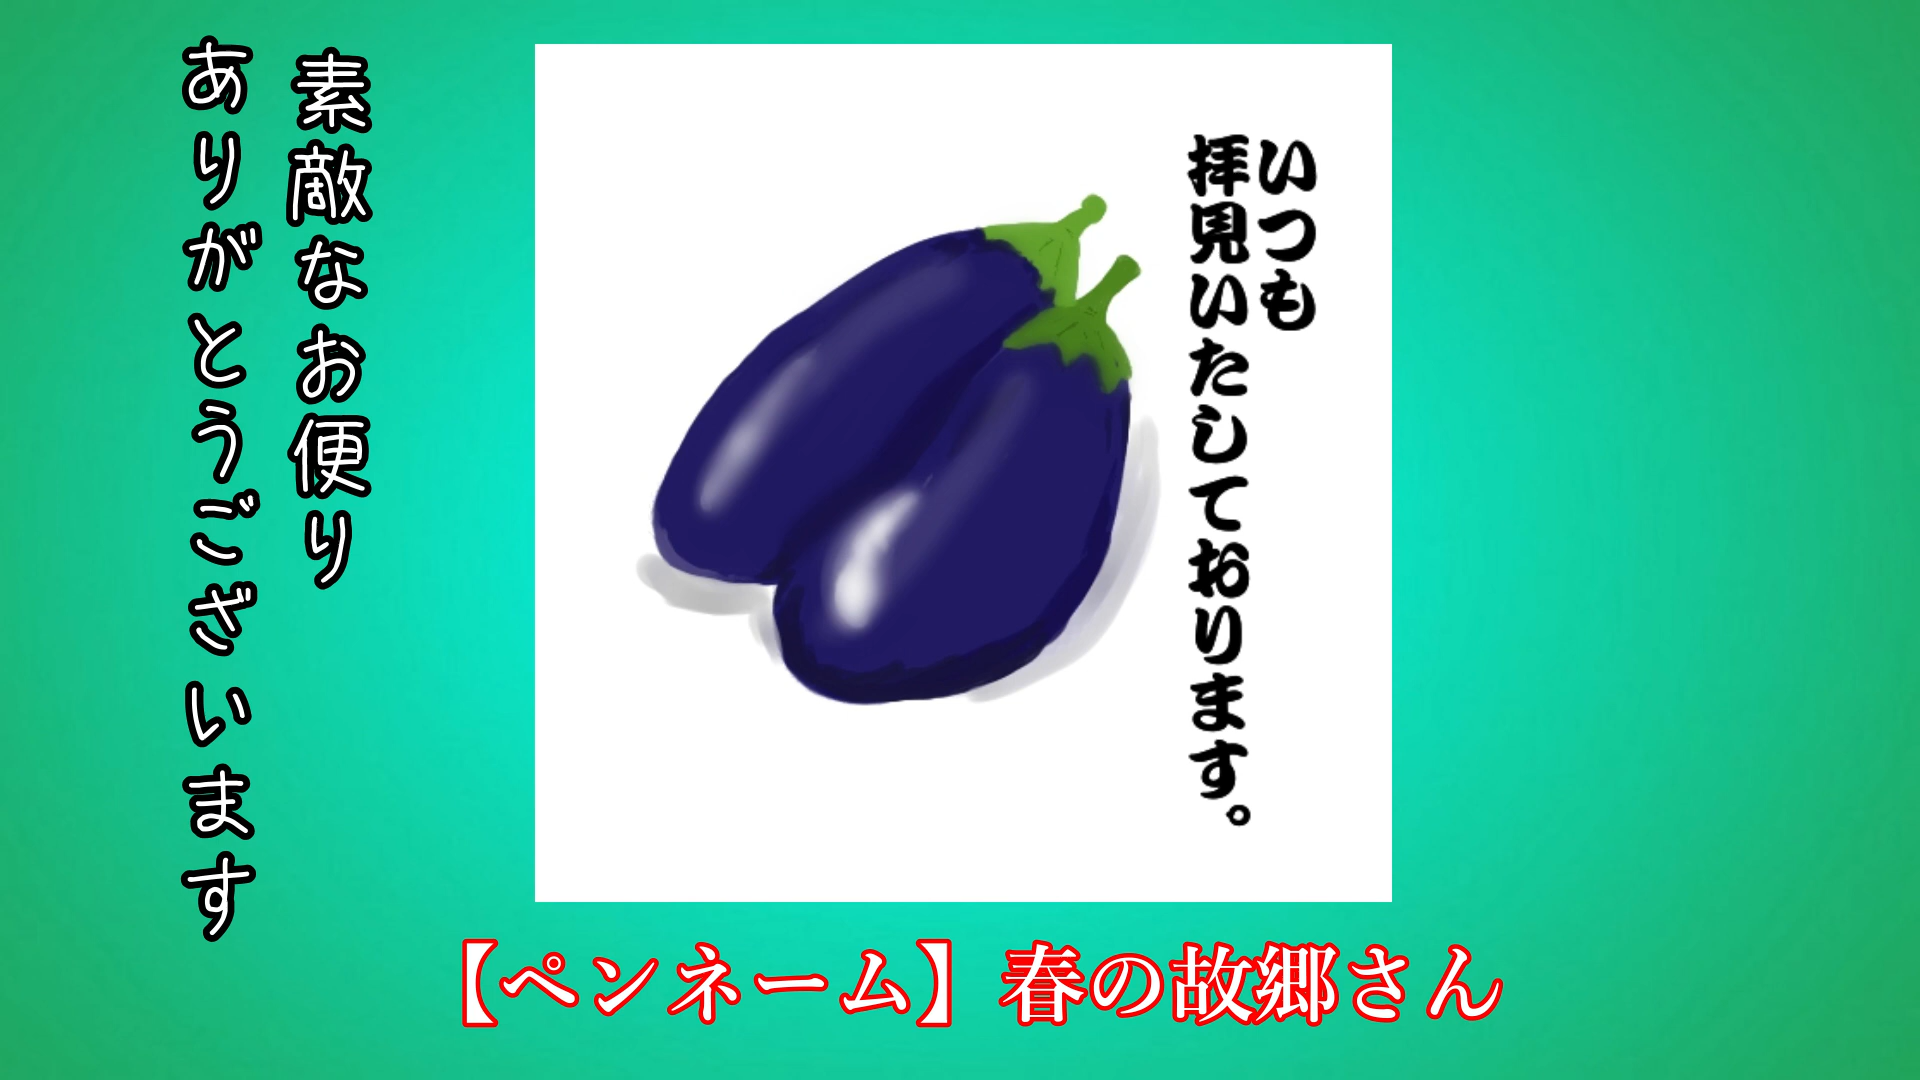 素敵なお便り
ありがとうございます
いつも
拝見いたしております。
【ペンネーム】春の故郷さん